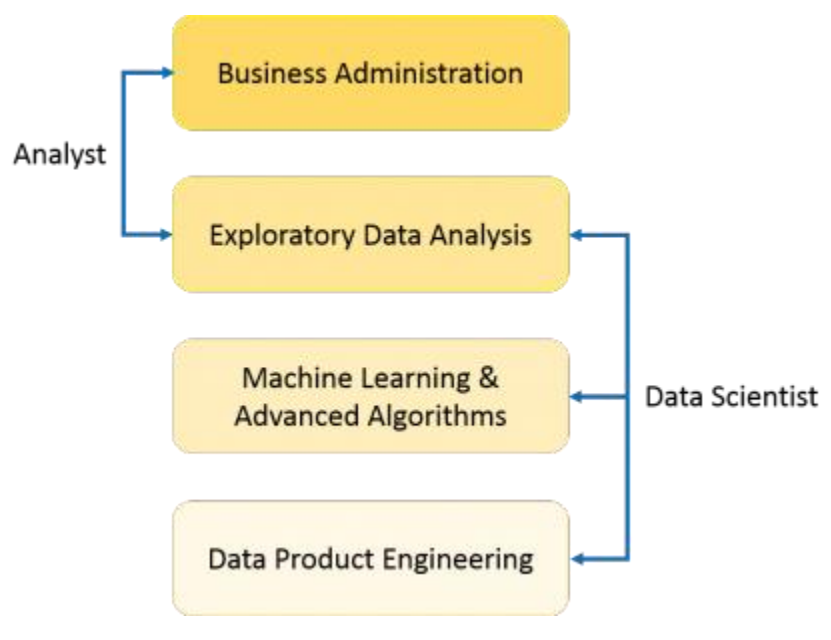 Business Administration
Analyst
Exploratory Data Analysis
Machine Learning &
Advanced Algorithms
Data Scientist
Data Product Engineering